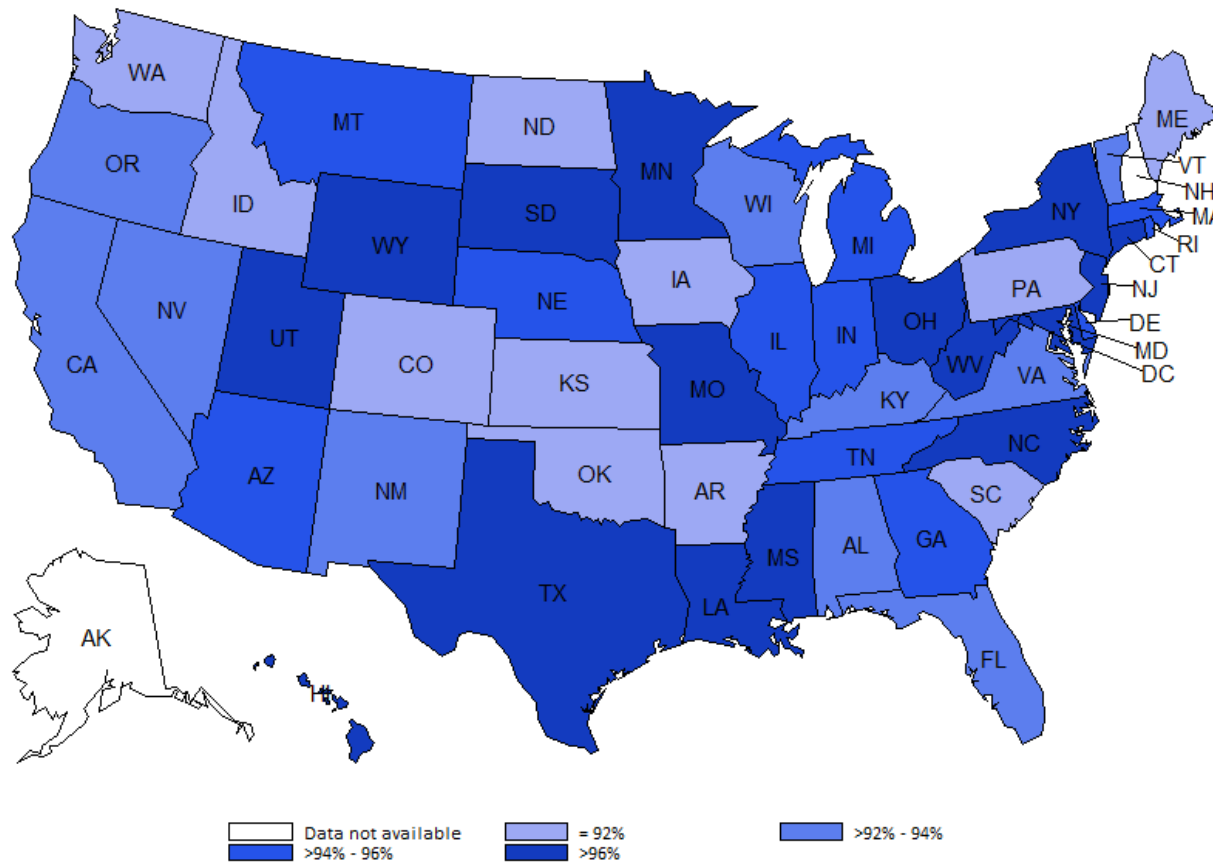 WA
MT
ND
ME
OR
MN
VT
ID
WI
NH
SD
NY
MA
WY
MI
RI
CT
IA
PA
NJ
NE
NV
OH
DE
UT
IL
IN
MD
CA
CO
WV
DC
KS
MO
VA
KY
NC
TN
AZ
OK
NM
AR
SC
AL
GA
MS
TX
LA
AK
FL
HI
Data not available
= 92%
>92% - 94%
>94% - 96%
>96%